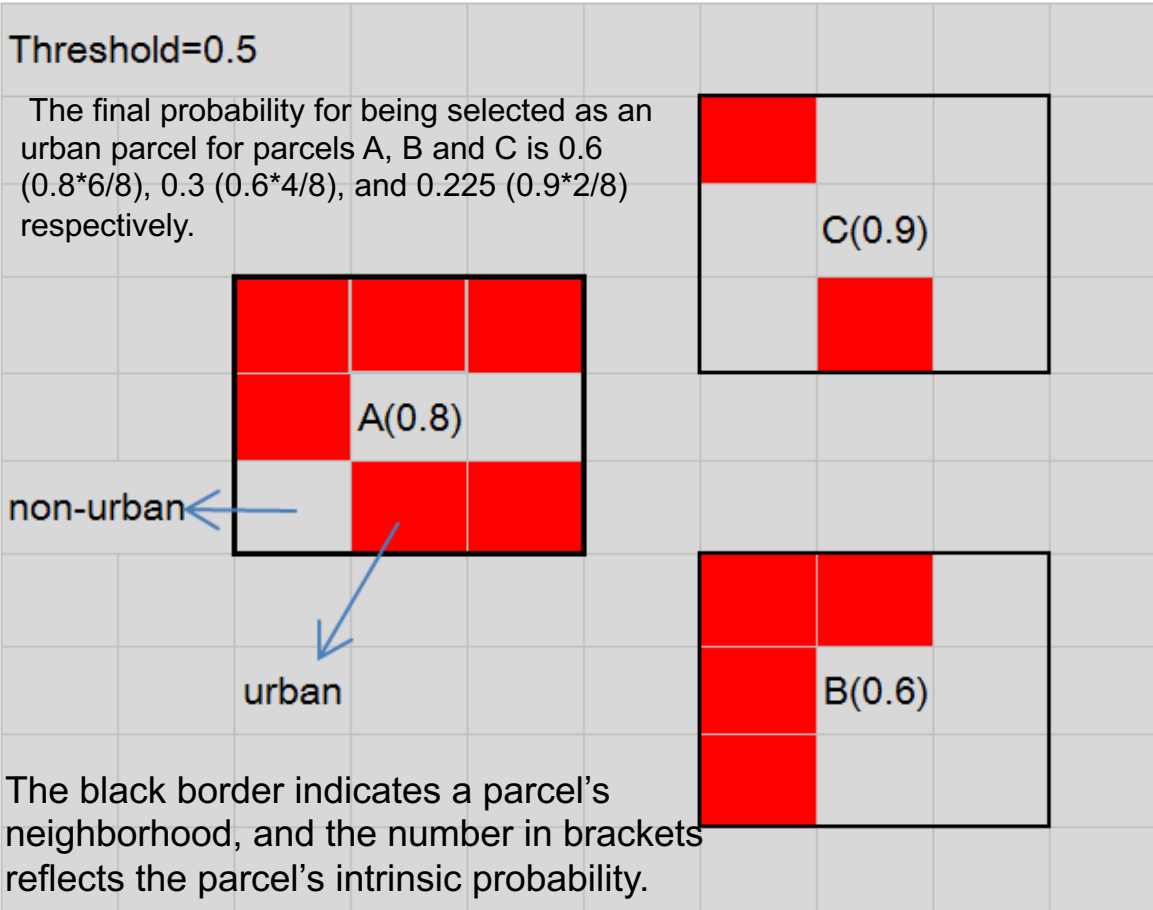 Threshold=0.5
The final probability for being selected as an
urban parcel for parcels A, B and C is 0.6
(0.8*6/8), 0.3 (0.6*4/8), and 0.225 (0.9*2/8)
respectively.
C(0.9)
A(0.8)
non-urban
urban
B(0.6)
The black border indicates a parcel’s
neighborhood, and the number in brackets
reflects the parcel’s intrinsic probability.